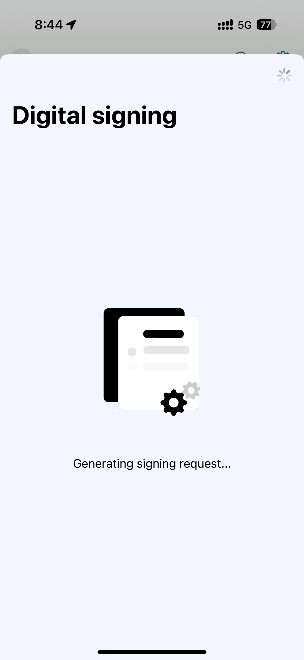 8:44
5G
77
Digital signing
Generating signing request...